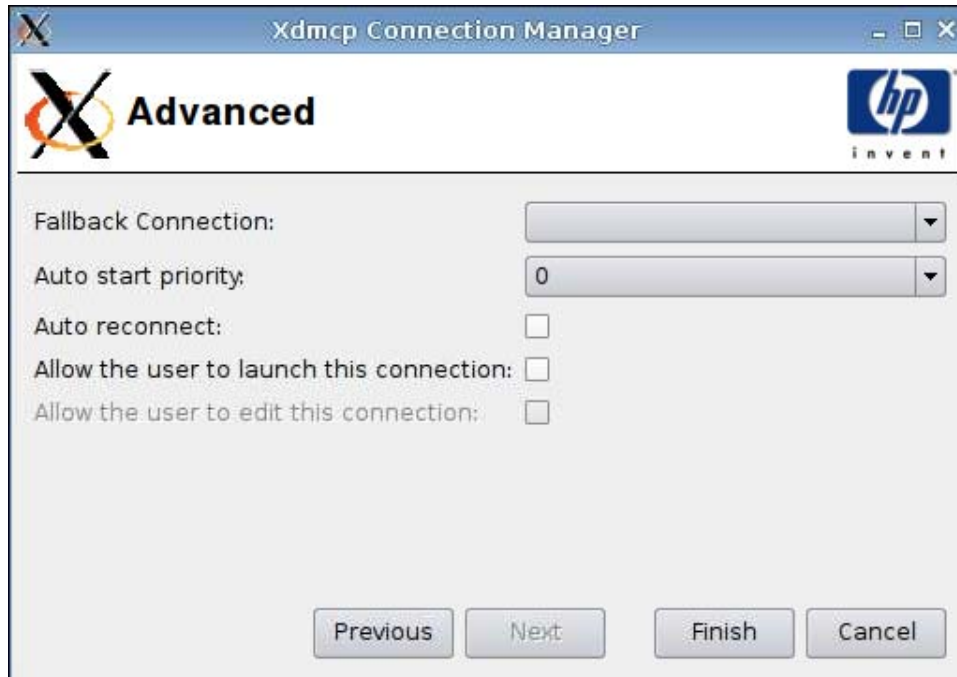 Xdmcp Connection Manager
Advanced
hp
invent
Fallback Connection:
Auto start priority: 0
Auto reconnect:
Allow the user to launch this connection:
Allow the user to edit this connection:
Previous Next Finish Cancel